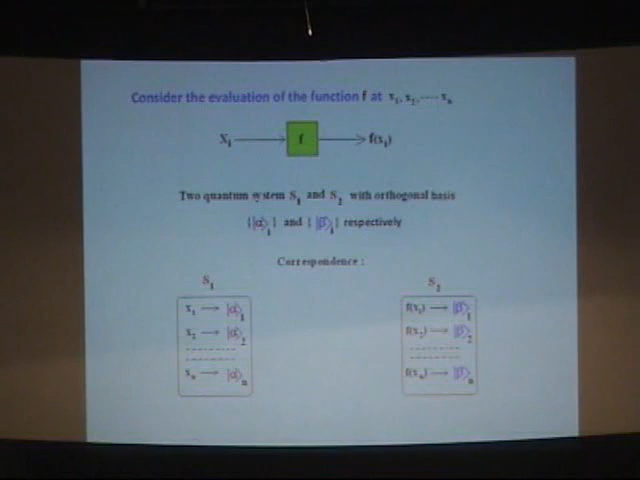 Consider the evaluation of the function f at x₁, x₂, ---- xₙ
Xᵢ → f → f(xᵢ)
Two quantum system S₁ and S₂ with orthogonal basis
{|α⟩ᵢ} and {|β⟩ᵢ} respectively
Correspondence :
S₁ S₂
x₁ → |α⟩₁ f(x₁) → |β⟩₁
x₂ → |α⟩₂ f(x₂) → |β⟩₂
xₙ → |α⟩ₙ f(xₙ) → |β⟩ₙ